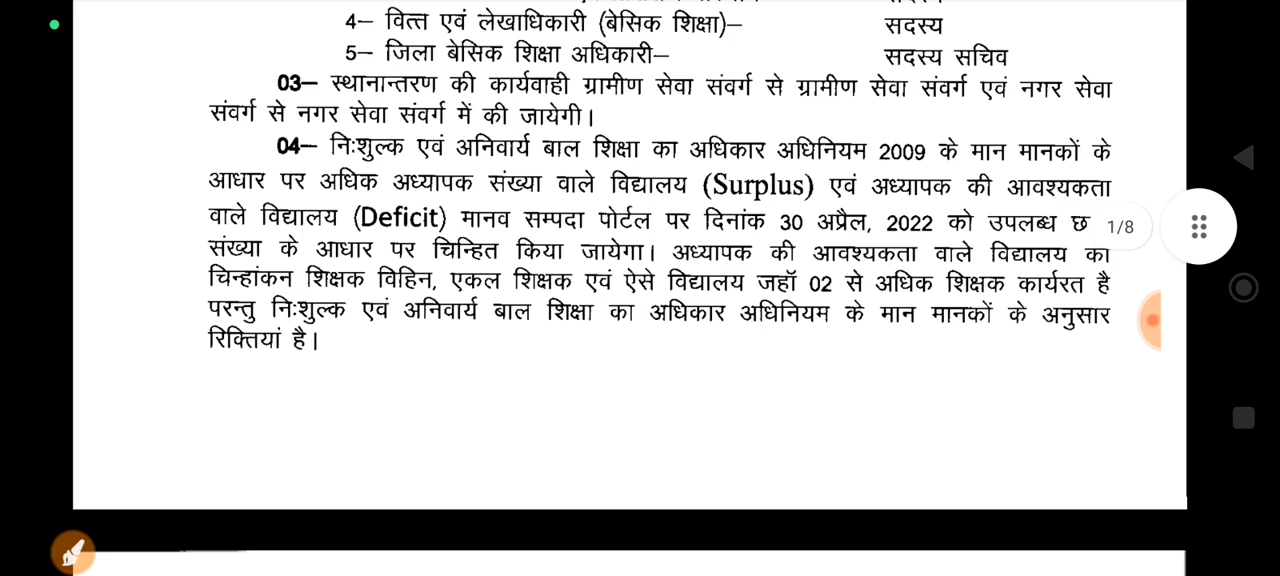 4– वित्त एवं लेखाधिकारी (बेसिक शिक्षा)– सदस्य
5– जिला बेसिक शिक्षा अधिकारी– सदस्य सचिव
03– स्थानान्तरण की कार्यवाही ग्रामीण सेवा संवर्ग से ग्रामीण सेवा संवर्ग एवं नगर सेवा
संवर्ग से नगर सेवा संवर्ग में की जायेगी।
04– निःशुल्क एवं अनिवार्य बाल शिक्षा का अधिकार अधिनियम 2009 के मान मानकों के
आधार पर अधिक अध्यापक संख्या वाले विद्यालय (Surplus) एवं अध्यापक की आवश्यकता
वाले विद्यालय (Deficit) मानव सम्पदा पोर्टल पर दिनांक 30 अप्रैल, 2022 को उपलब्ध छ 1/8
संख्या के आधार पर चिन्हित किया जायेगा। अध्यापक की आवश्यकता वाले विद्यालय का
चिन्हांकन शिक्षक विहिन, एकल शिक्षक एवं ऐसे विद्यालय जहॉ 02 से अधिक शिक्षक कार्यरत है
परन्तु निःशुल्क एवं अनिवार्य बाल शिक्षा का अधिकार अधिनियम के मान मानकों के अनुसार
रिक्तियां है।